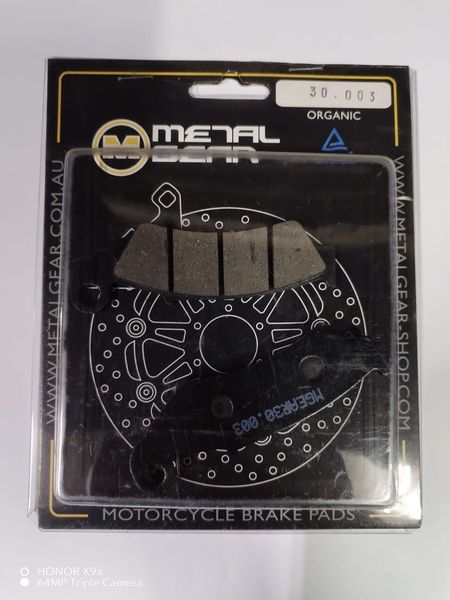 30.003
ORGANIC
M METAL
GEAR
WWW.METALGEAR.COM.AU
WWW.METALGEAR-SHOP.COM
MGEAR30.003
MOTORCYCLE BRAKE PADS
HONOR X9a
64MP Triple Camera